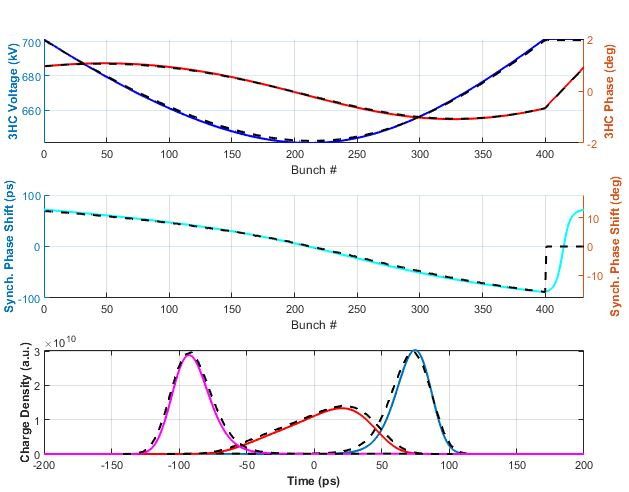 3HC Voltage (kV)
700
680
660
2
0
-2
3HC Phase (deg)
0 50 100 150 200 250 300 350 400
Bunch #
Synch. Phase Shift (ps)
100
0
-100
10
0
-10
Synch. Phase Shift (deg)
0 50 100 150 200 250 300 350 400
Bunch #
Charge Density (a.u.)
×10^10
3
2
1
0
-200 -150 -100 -50 0 50 100 150 200
Time (ps)